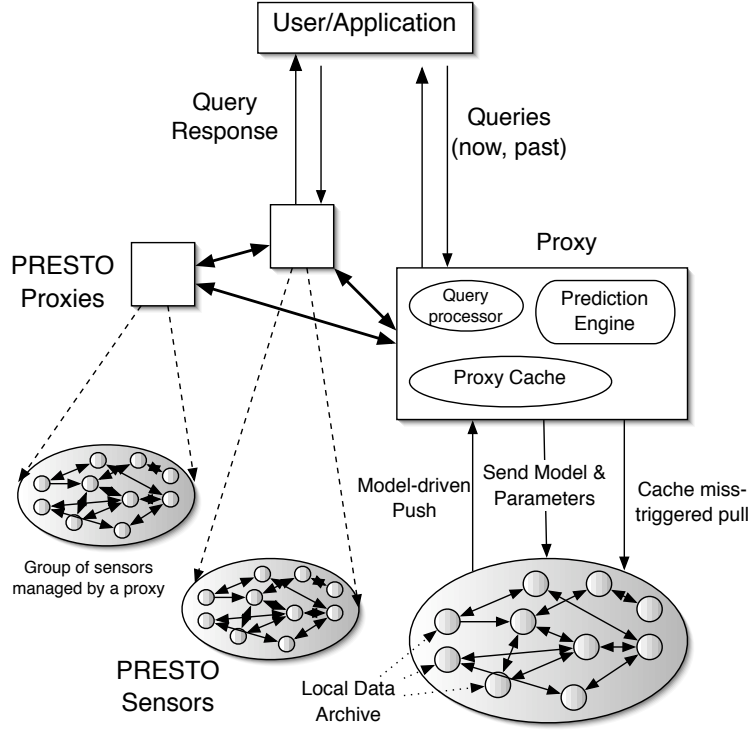 User/Application
Query
Response
Queries
(now, past)
PRESTO
Proxies
Proxy
Query
processor
Prediction
Engine
Proxy Cache
Model-driven
Push
Send Model &
Parameters
Cache miss-
triggered pull
Group of sensors
managed by a proxy
PRESTO
Sensors
Local Data
Archive